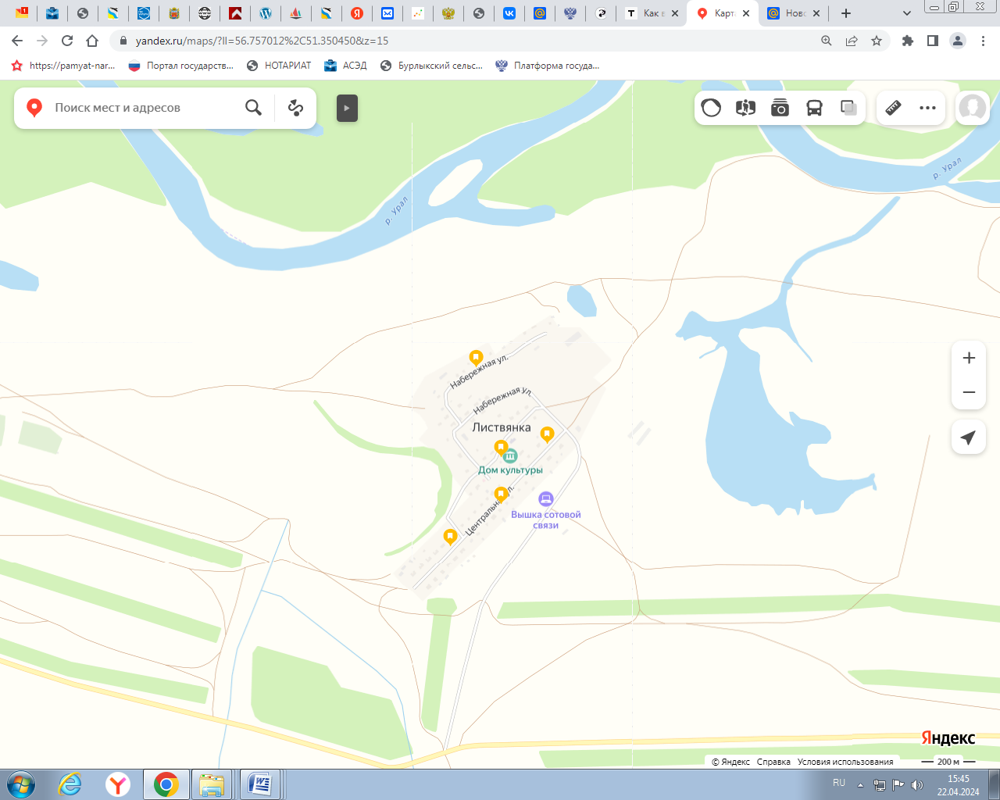 1
Как в
Карт
Ново
yandex.ru/maps/?ll=56.757012%2C51.350450&z=15
https://pamyat-nar...
Портал государств...
НОТАРИАТ
АСЭД
Бурлыкский сельс...
Платформа госуда...
Поиск мест и адресов
р. Урал
р. Урал
Набережная ул.
Набережная ул.
Листвянка
Дом культуры
Центральная ул.
Вышка сотовой
связи
Яндекс
© Яндекс Справка Условия использования
200 м
RU
15:45
22.04.2024